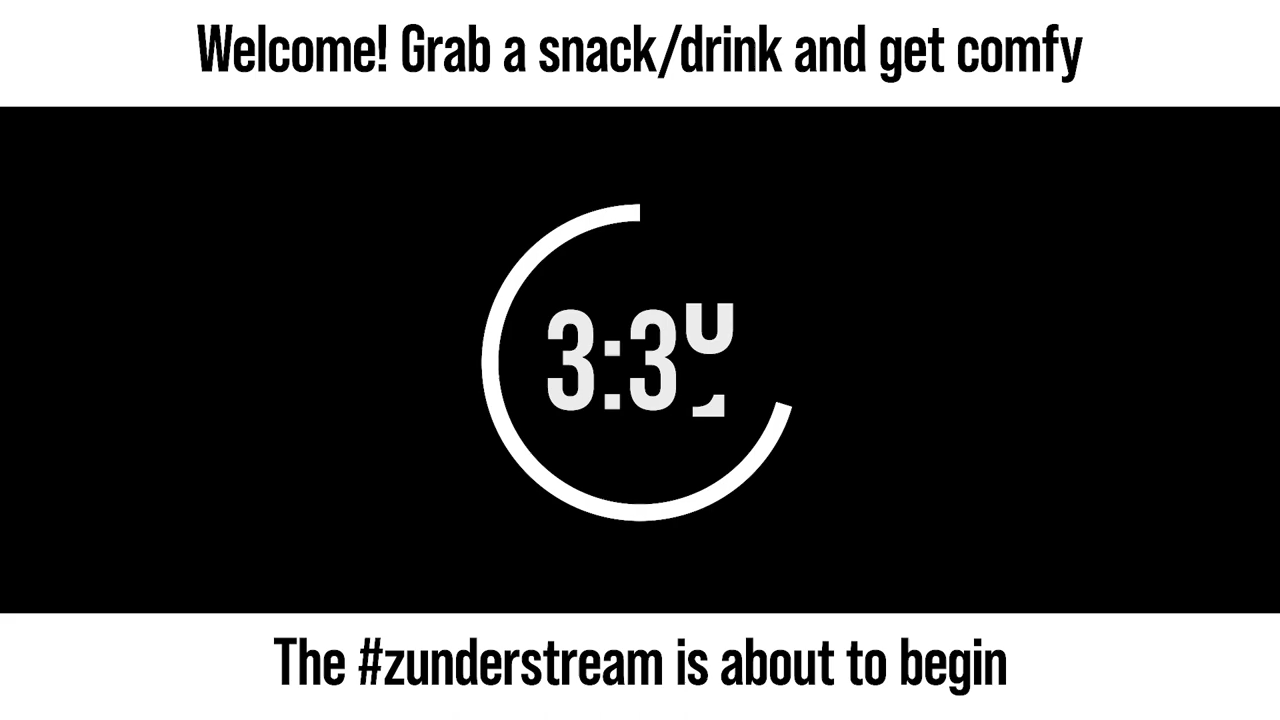 Welcome! Grab a snack/drink and get comfy
3:3
The #zunderstream is about to begin